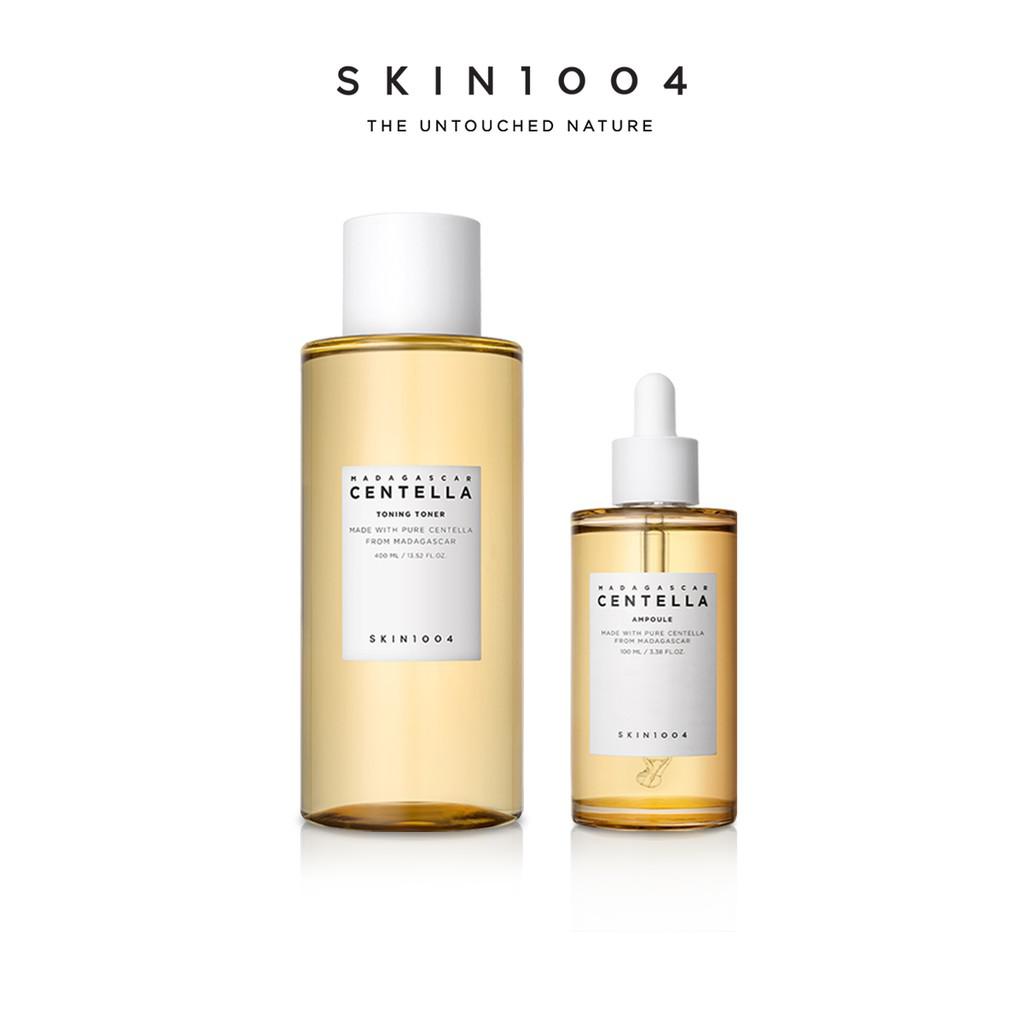 SKIN1004
THE UNTOUCHED NATURE
MADAGASCAR
CENTELLA
TONING TONER
MADE WITH PURE CENTELLA
FROM MADAGASCAR
400 ML / 13.52 FL.OZ.
SKIN1004
MADAGASCAR
CENTELLA
AMPOULE
MADE WITH PURE CENTELLA
FROM MADAGASCAR
100 ML / 3.38 FL.OZ.
SKIN1004